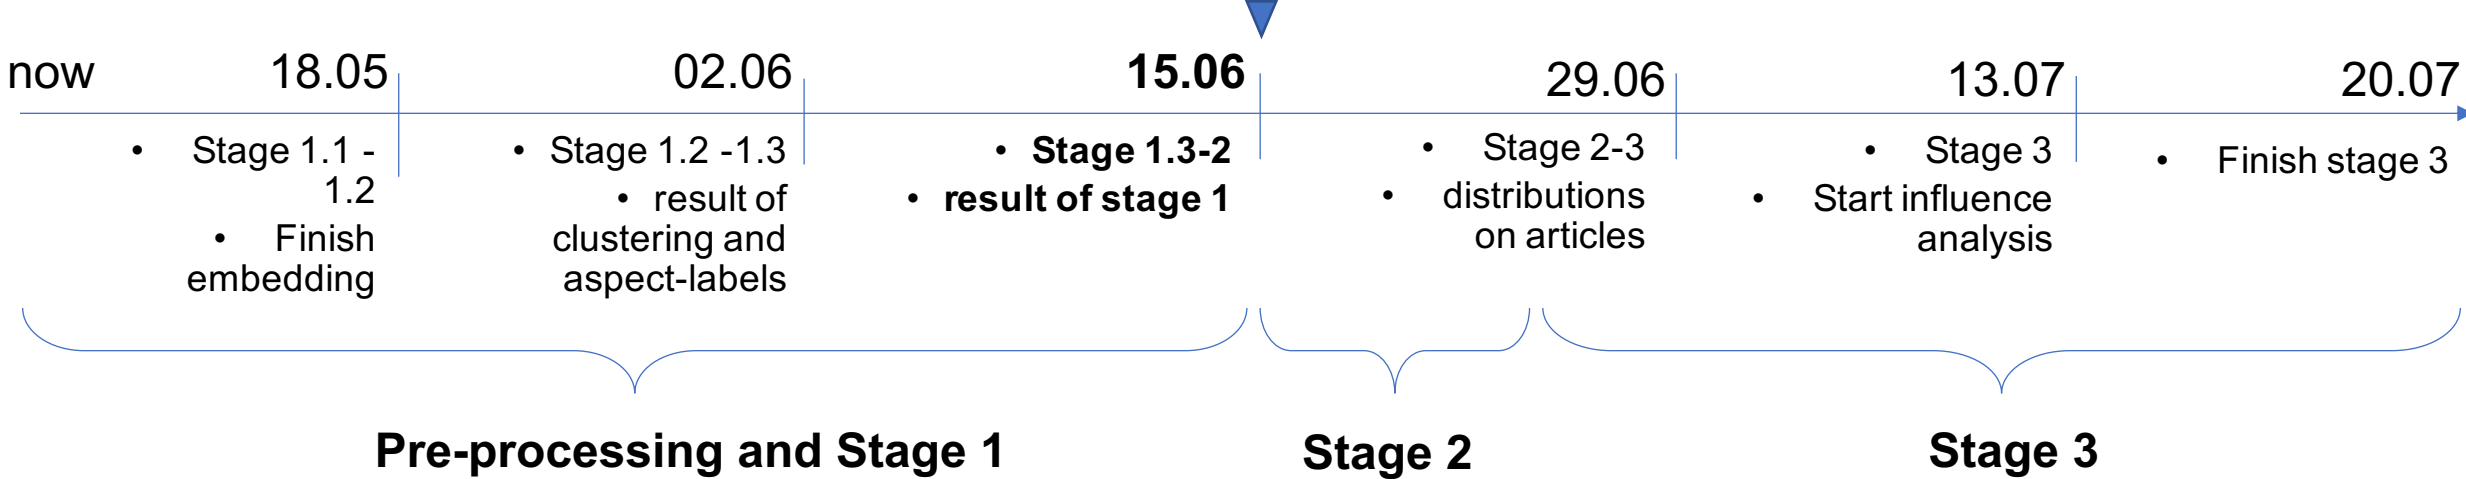 now
18.05
02.06
15.06
29.06
13.07
20.07
• Stage 1.1 -
1.2
• Finish
embedding
• Stage 1.2 -1.3
• result of
clustering and
aspect-labels
• Stage 1.3-2
• result of stage 1
• Stage 2-3
• distributions
on articles
• Stage 3
• Start influence
analysis
• Finish stage 3
Pre-processing and Stage 1
Stage 2
Stage 3